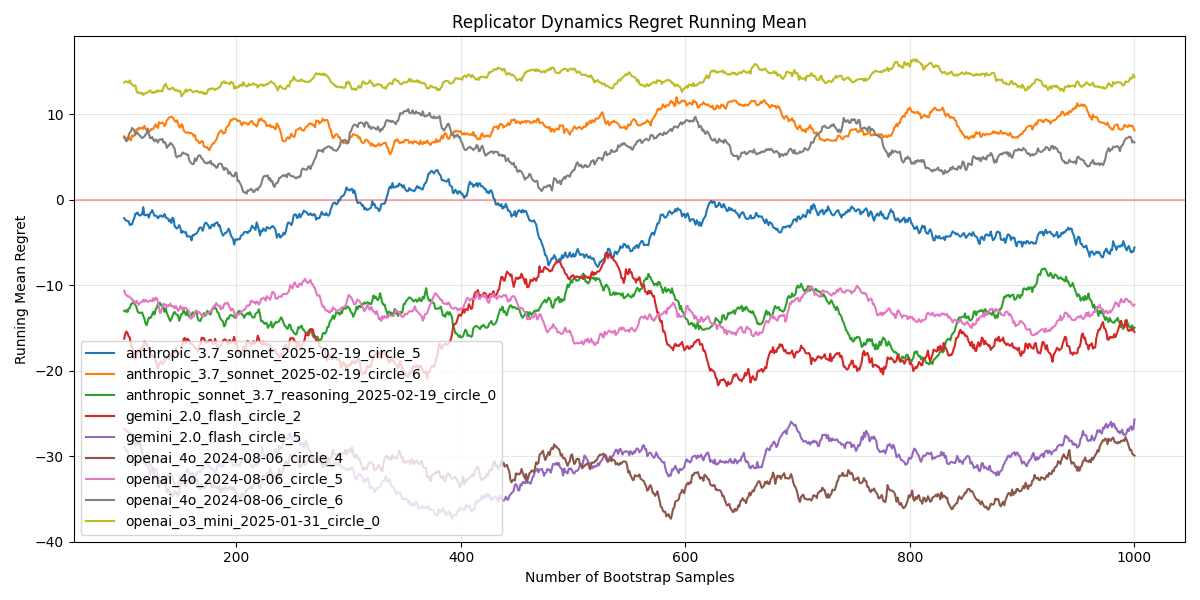 Replicator Dynamics Regret Running Mean
Running Mean Regret
10
0
−10
−20
−30
−40
anthropic_3.7_sonnet_2025-02-19_circle_5
anthropic_3.7_sonnet_2025-02-19_circle_6
anthropic_sonnet_3.7_reasoning_2025-02-19_circle_0
gemini_2.0_flash_circle_2
gemini_2.0_flash_circle_5
openai_4o_2024-08-06_circle_4
openai_4o_2024-08-06_circle_5
openai_4o_2024-08-06_circle_6
openai_o3_mini_2025-01-31_circle_0
200 400 600 800 1000
Number of Bootstrap Samples